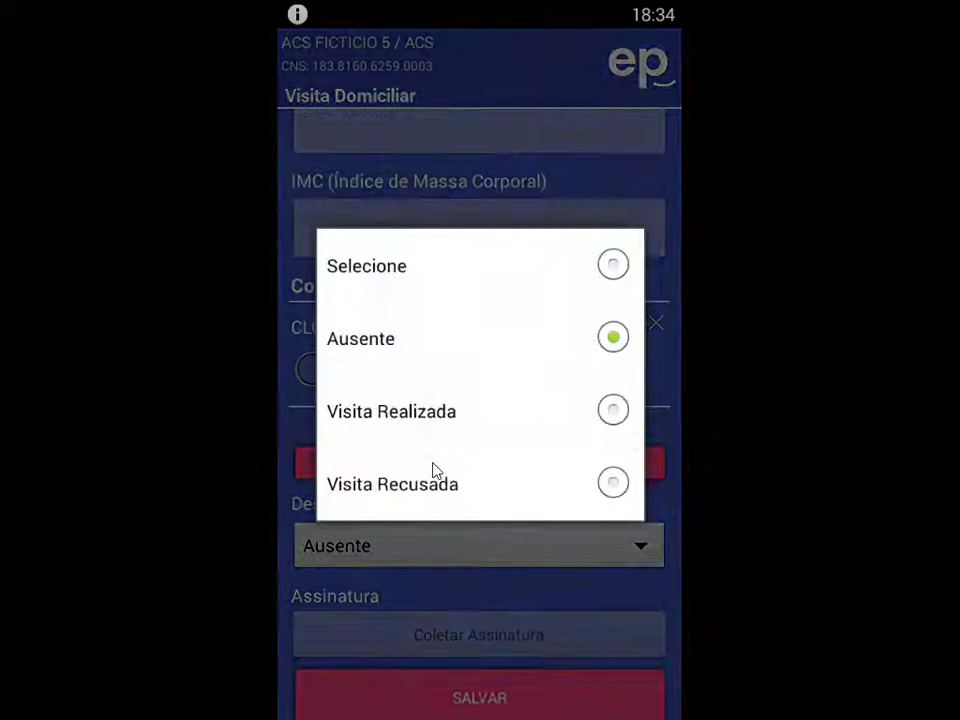 18:34
ACS FICTICIO 5 / ACS
CNS: 183.8160.6259.0003
ep
Visita Domiciliar
IMC (Índice de Massa Corporal)
Selecione
Ausente
Visita Realizada
Visita Recusada
Ausente
Assinatura
Coletar Assinatura
SALVAR